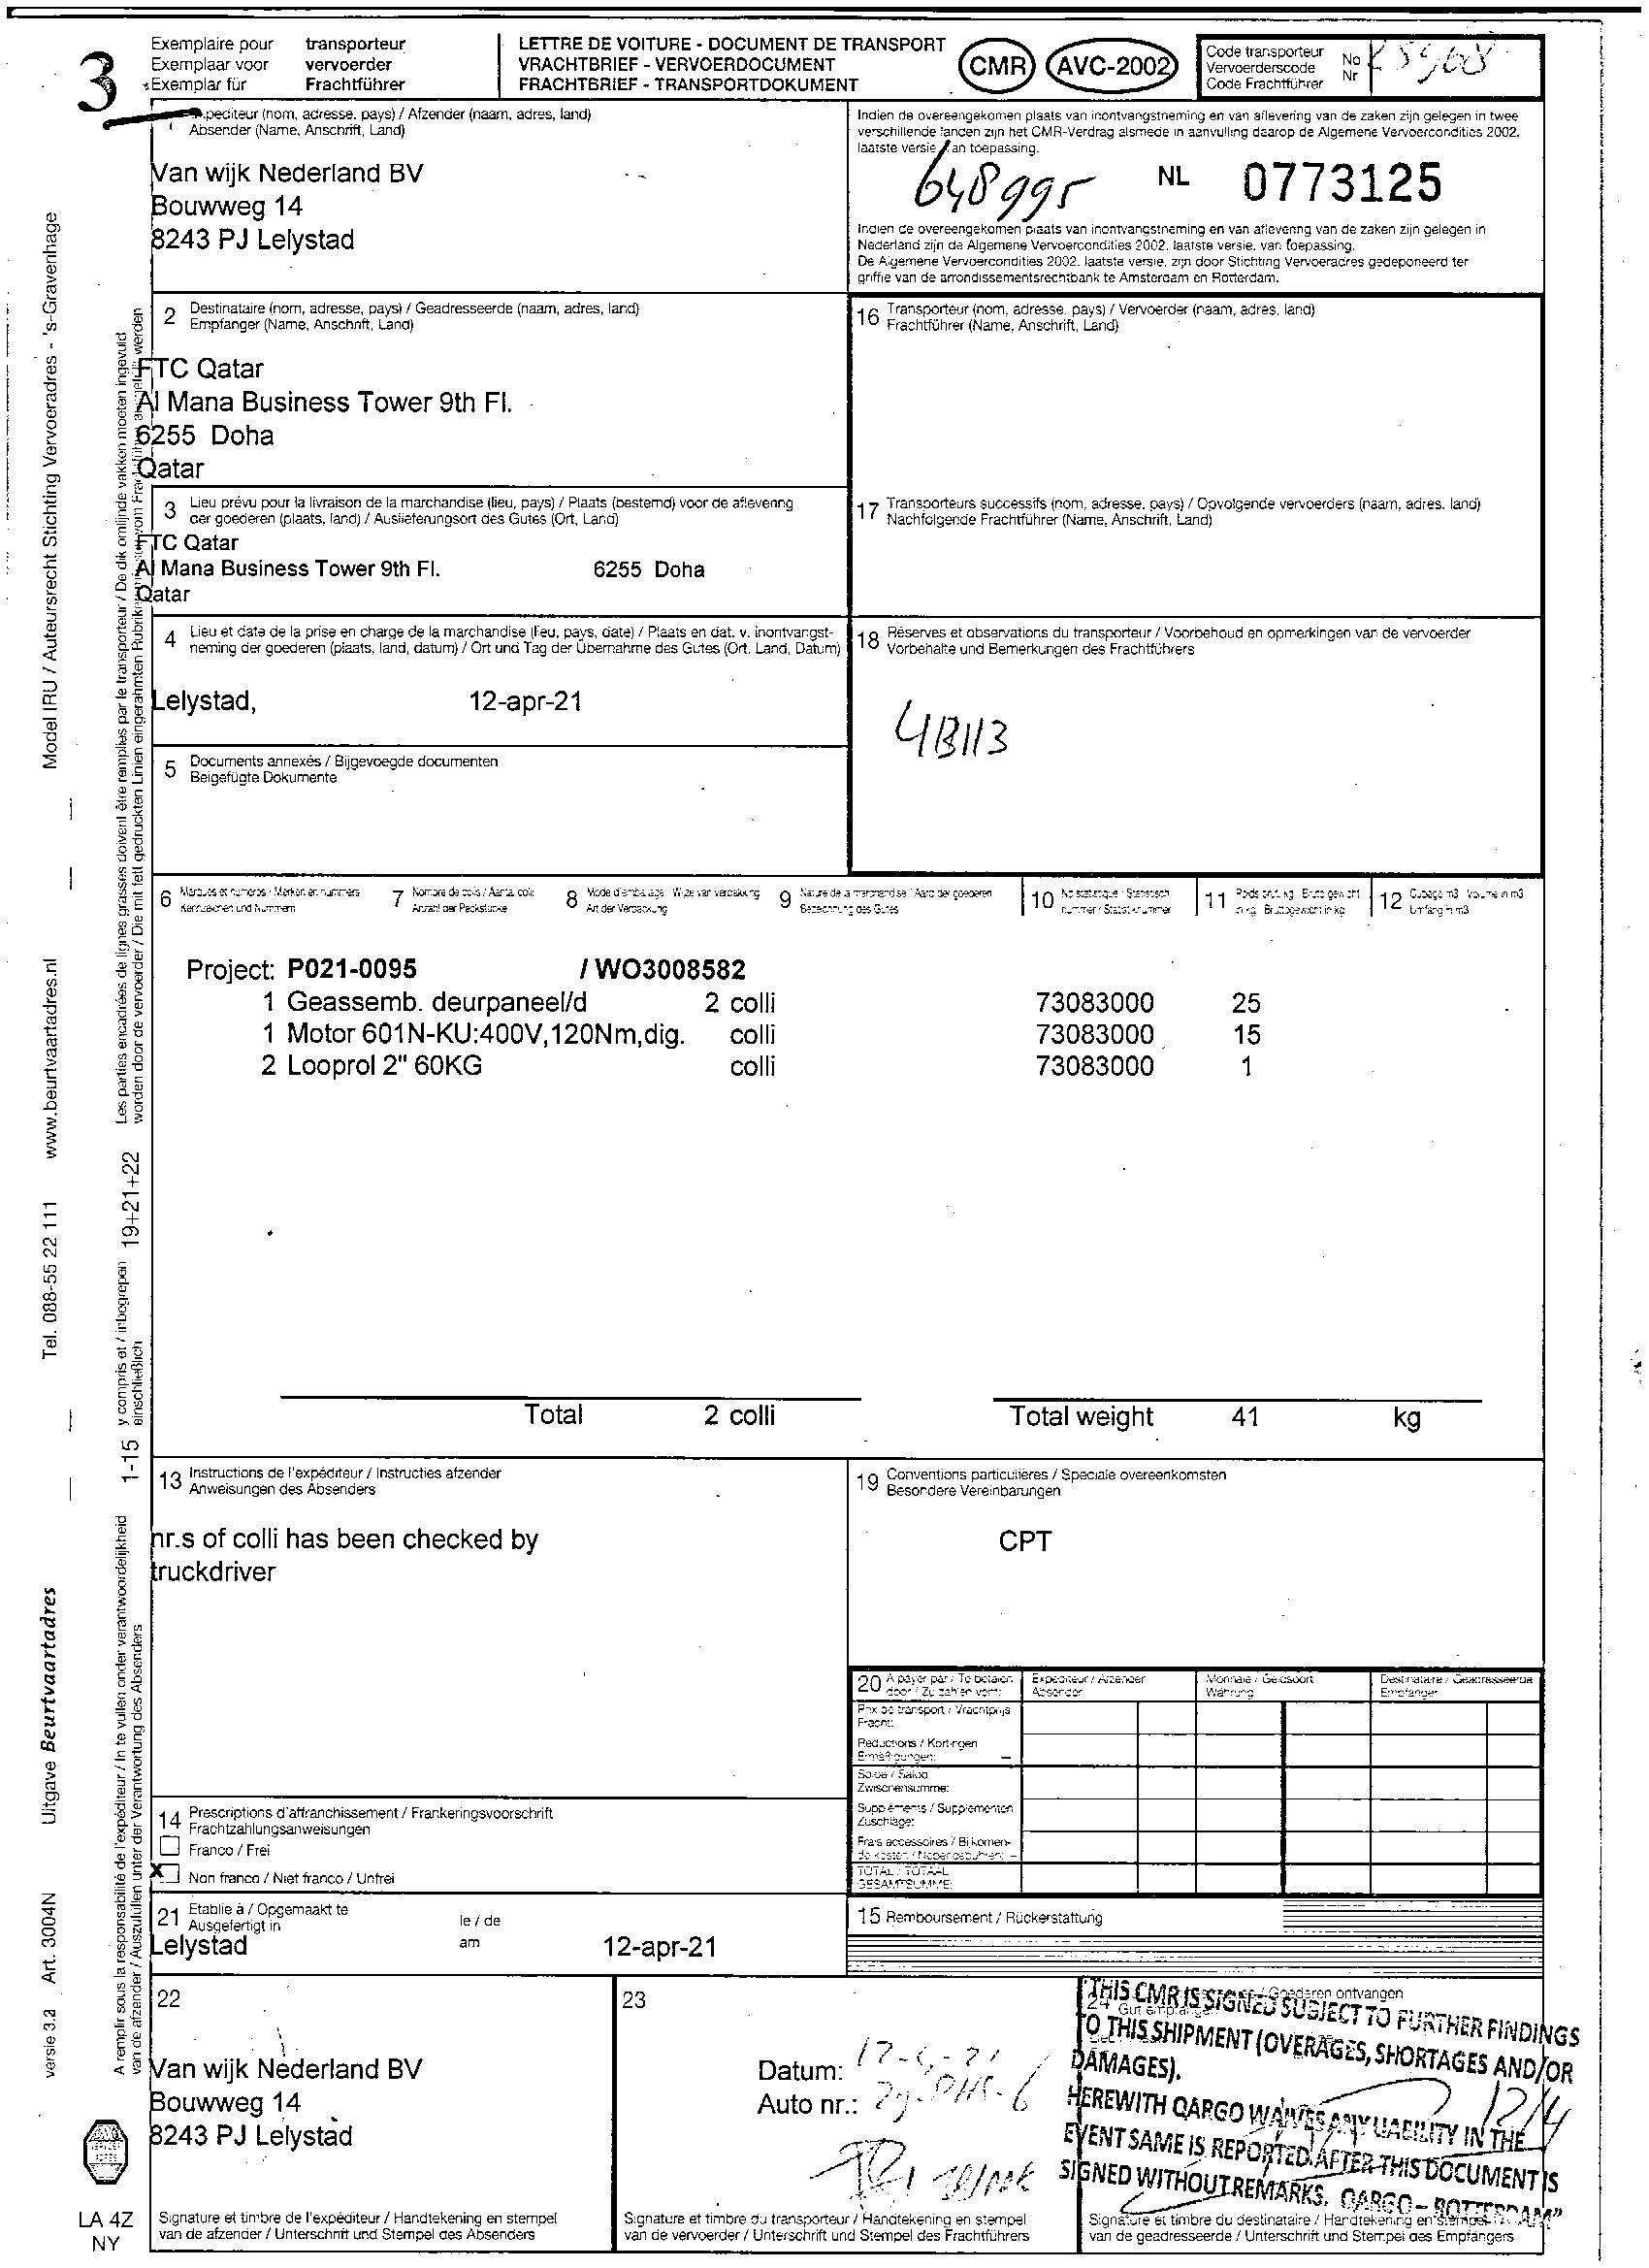 3
Exemplaire pour transporteur
Exemplaar voor vervoerder
Exemplar für Frachtführer
LETTRE DE VOITURE - DOCUMENT DE TRANSPORT
VRACHTBRIEF - VERVOERDOCUMENT
FRACHTBRIEF - TRANSPORTDOKUMENT
CMR AVC-2002
Code transporteur
Vervoerderscode
Code Frachtführer
No
Nr
péditeur (nom, adresse, pays) / Afzender (naam, adres, land)
Absender (Name, Anschrift, Land)
Van wijk Nederland BV
Bouwweg 14
8243 PJ Lelystad
Indien de overeengekomen plaats van inontvangstneming en van aflevering van de zaken zijn gelegen in twee
verschillende landen zijn het CMR-Verdrag alsmede in aanvulling daarop de Algemene Vervoercondities 2002.
laatste versie van toepassing.
648995
NL 0773125
Indien de overeengekomen plaats van inontvangstneming en van aflevering van de zaken zijn gelegen in
Nederland zijn de Algemene Vervoercondities 2002. laatste versie. van toepassing.
De Algemene Vervoercondities 2002. laatste versie, zijn door Stichting Vervoeradres gedeponeerd ter
griffie van de arrondissementsrechtbank te Amsterdam en Rotterdam.
2 Destinataire (nom, adresse, pays) / Geadresseerde (naam, adres, land)
Empfanger (Name, Anschrift, Land)
FTC Qatar
Al Mana Business Tower 9th Fl.
6255 Doha
Qatar
16 Transporteur (nom, adresse, pays) / Vervoerder (naam, adres, land)
Frachtführer (Name, Anschrift, Land)
3 Lieu prévu pour la livraison de la marchandise (lieu, pays) / Plaats (bestemd) voor de aflevering
der goederen (plaats, land) / Auslieferungsort des Gutes (Ort, Land)
FTC Qatar
Al Mana Business Tower 9th Fl. 6255 Doha
Qatar
17 Transporteurs successifs (nom, adresse, pays) / Opvolgende vervoerders (naam, adres, land)
Nachfolgende Frachtführer (Name, Anschrift, Land)
4 Lieu et date de la prise en charge de la marchandise (lieu, pays, date) / Plaats en dat. v. inontvangst-
neming der goederen (plaats, land, datum) / Ort und Tag der Übernahme des Gutes (Ort, Land, Datum)
Lelystad, 12-apr-21
18 Réserves et observations du transporteur / Voorbehoud en opmerkingen van de vervoerder
Vorbehalte und Bemerkungen des Frachtführers
4B113
5 Documents annexés / Bijgevoegde documenten
Beigefügte Dokumente
6 Marques et numéros - Merken en nummers
Kennzeichen und Nummern
7 Nombre de colis / Aantal colli
Anzahl der Packstücke
8 Mode d'emballage Wijze van verpakking
Art der Verpackung
9 Nature de la marchandise Aard der goederen
Bezeichnung des Gutes
10 No statistique - Statistisch
nummer - Statistiknummer
11 Poids brut, kg Bruto gewicht
in kg Bruttogewicht in kg
12 Cubage m3 Volume in m3
Umfang in m3
Project: P021-0095 / WO3008582
1 Geassemb. deurpaneel/d 2 colli 73083000 25
1 Motor 601N-KU:400V,120Nm,dig. colli 73083000 15
2 Looprol 2" 60KG colli 73083000 1
Total 2 colli Total weight 41 kg
13 Instructions de l'expéditeur / Instructies afzender
Anweisungen des Absenders
nr.s of colli has been checked by
truckdriver
19 Conventions particulières / Speciale overeenkomsten
Besondere Vereinbarungen
CPT
20 A payer par / Te betalen
door / Zu zahlen vom:
Expéditeur / Afzender
Absender
Monnaie / Geldsoort
Währung
Destinataire / Geadresseerde
Empfänger
Prix de transport / Vrachtprijs
Fracht:
Reductions / Kortingen
Ermäßigungen: –
Solde / Saldo
Zwischensumme:
Suppléments / Supplementen
Zuschläge:
Frais accessoires / Bijkomen-
de kosten / Nebengebühren: –
TOTAL / TOTAAL
GESAMTSUMME:
14 Prescriptions d'affranchissement / Frankeringsvoorschrift
Frachtzahlungsanweisungen
Franco / Frei
X Non franco / Niet franco / Unfrei
21 Etablie à / Opgemaakt te
Ausgefertigt in
le / de
am
Lelystad 12-apr-21
15 Remboursement / Rückerstattung
22
Van wijk Nederland BV
Bouwweg 14
8243 PJ Lelystad
Signature et timbre de l'expéditeur / Handtekening en stempel
van de afzender / Unterschrift und Stempel des Absenders
23
Datum:
Auto nr.:
Signature et timbre du transporteur / Handtekening en stempel
van de vervoerder / Unterschrift und Stempel des Frachtführers
24
Goederen ontvangen
"THIS CMR IS SIGNED SUBJECT TO FURTHER FINDINGS
TO THIS SHIPMENT (OVERAGES, SHORTAGES AND/OR
DAMAGES).
12/4
HEREWITH QARGO WAIVES ANY LIABILITY IN THE
EVENT SAME IS REPORTED AFTER THIS DOCUMENT IS
SIGNED WITHOUT REMARKS. QARGO – ROTTERDAM"
Signature et timbre du destinataire / Handtekening en stempel
van de geadresseerde / Unterschrift und Stempel des Empfängers
Model IRU / Auteursrecht Stichting Vervoeradres - 's-Gravenhage
www.beurtvaartadres.nl
Tel. 088-55 22 111
Uitgave Beurtvaartadres
Art. 3004N
versie 3.2
Les parties encadrées de lignes grasses doivent être remplies par le transporteur / De dik omlijnde vakken moeten ingevuld
worden door de vervoerder / Die mit fett gedruckten Linien eingerahmten Rubriken
19+21+22
y compris et / inbegrepen
einschließlich
1-15
A remplir sous la responsabilité de l'expéditeur / In te vullen onder verantwoordelijkheid
van de afzender / Auszufüllen unter der Verantwortung des Absenders
LA 4Z
NY